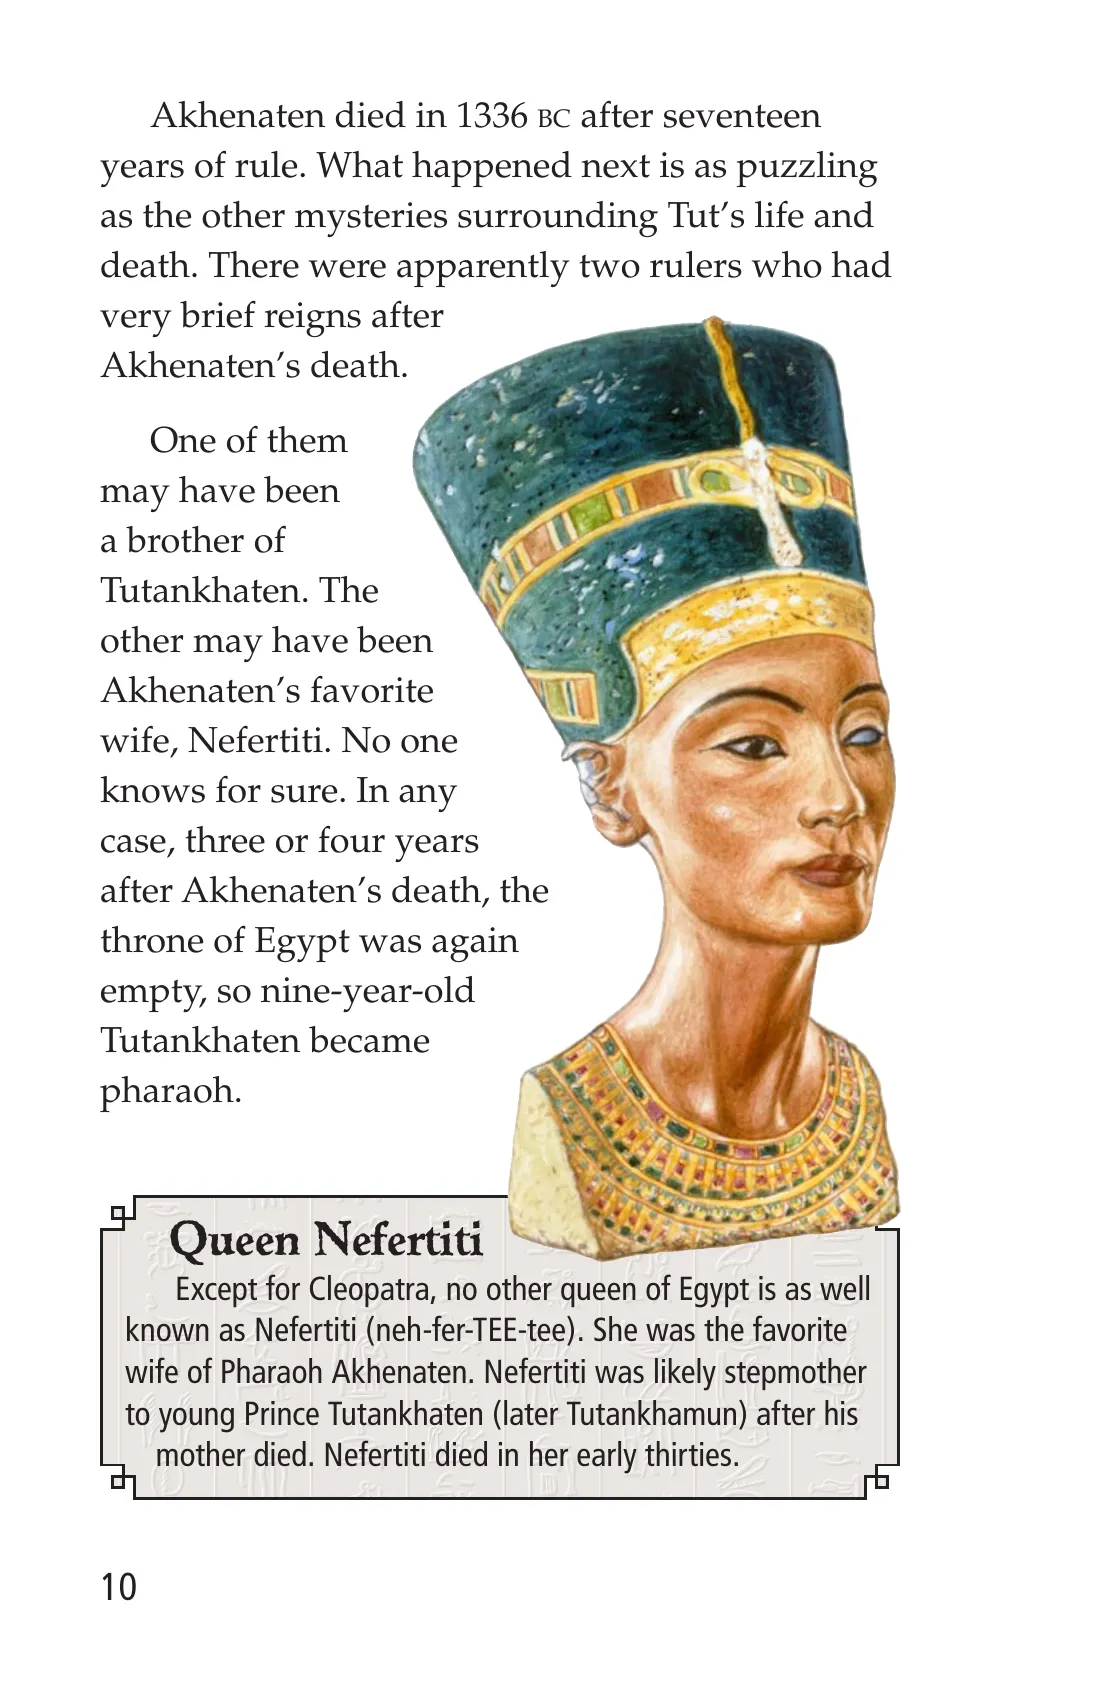 Akhenaten died in 1336 BC after seventeen
years of rule. What happened next is as puzzling
as the other mysteries surrounding Tut’s life and
death. There were apparently two rulers who had
very brief reigns after
Akhenaten’s death.
One of them
may have been
a brother of
Tutankhaten. The
other may have been
Akhenaten’s favorite
wife, Nefertiti. No one
knows for sure. In any
case, three or four years
after Akhenaten’s death, the
throne of Egypt was again
empty, so nine-year-old
Tutankhaten became
pharaoh.
Queen Nefertiti
Except for Cleopatra, no other queen of Egypt is as well
known as Nefertiti (neh-fer-TEE-tee). She was the favorite
wife of Pharaoh Akhenaten. Nefertiti was likely stepmother
to young Prince Tutankhaten (later Tutankhamun) after his
mother died. Nefertiti died in her early thirties.
10